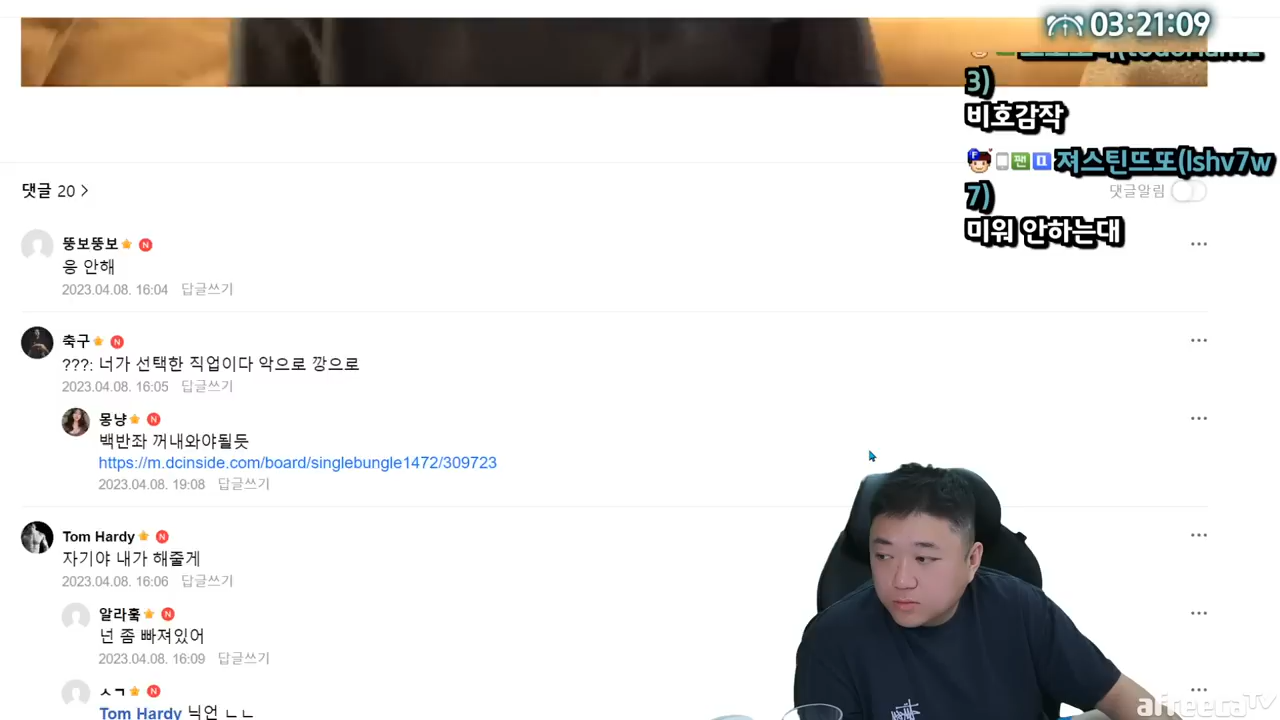 03:21:09
3)
비호감작
팬 져스틴뜨또(lshv7w
7)
미워 안하는대
댓글 20 >
댓글알림
뚱보뚱보 N
응 안해
2023.04.08. 16:04 답글쓰기
축구 N
???: 너가 선택한 직업이다 악으로 깡으로
2023.04.08. 16:05 답글쓰기
몽냥 N
백반좌 꺼내와야될듯
https://m.dcinside.com/board/singlebungle1472/309723
2023.04.08. 19:08 답글쓰기
Tom Hardy N
자기야 내가 해줄게
2023.04.08. 16:06 답글쓰기
알라훅 N
넌 좀 빠져있어
2023.04.08. 16:09 답글쓰기
ㅅㄱ N
Tom Hardy 닉언 ㄴㄴ
afreecaTV